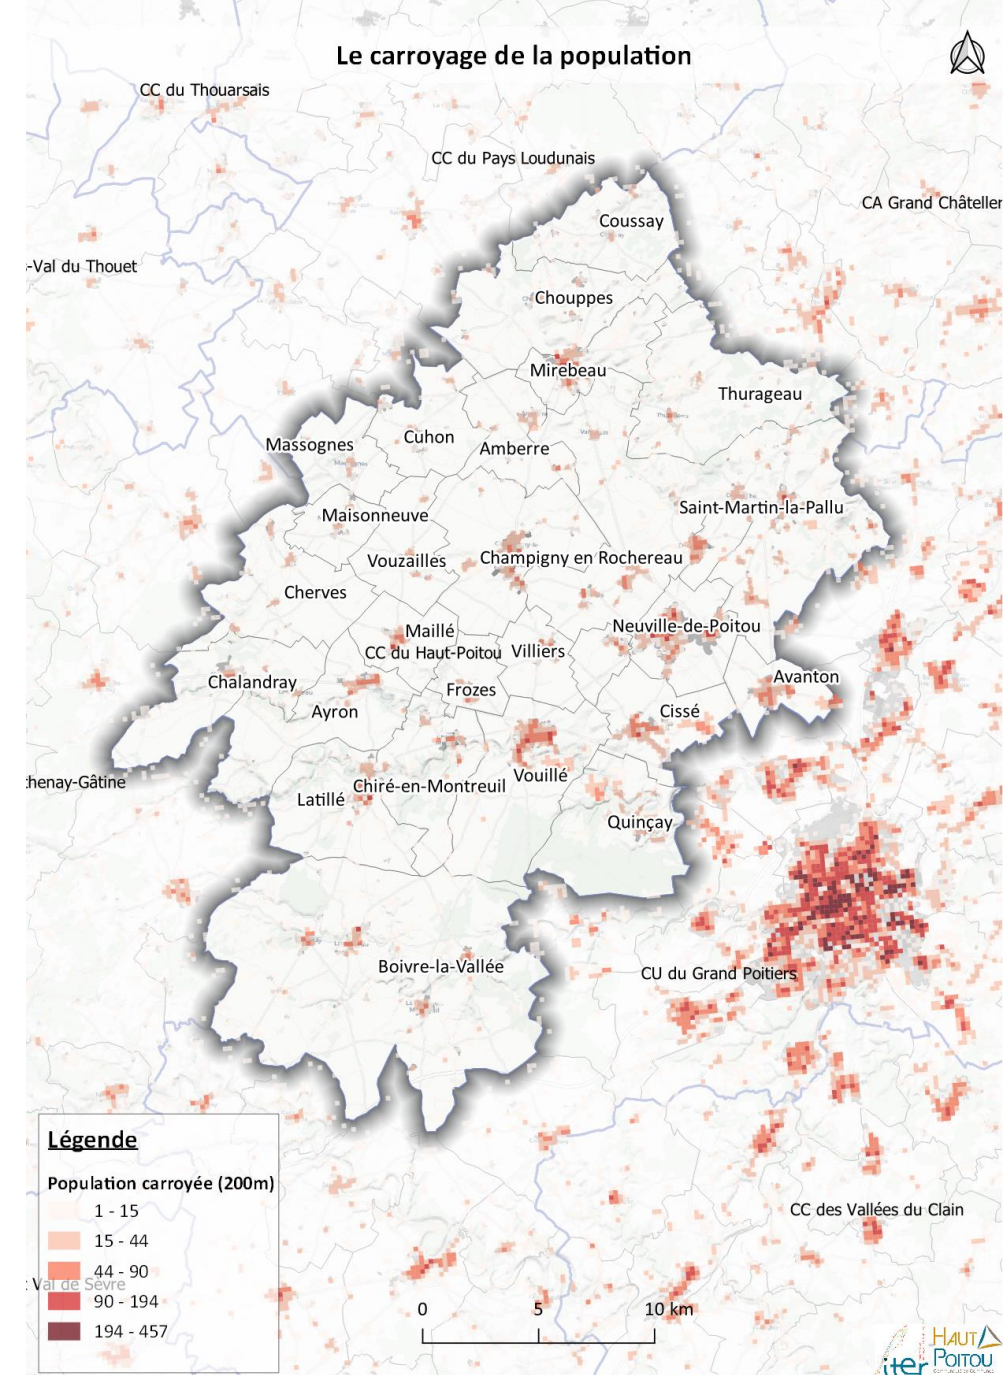 Le carroyage de la population
CC du Thouarsais
CC du Pays Loudunais
CA Grand Châteller
Coussay
-Val du Thouet
Chouppes
Mirebeau
Thurageau
Massognes
Cuhon
Amberre
Saint-Martin-la-Pallu
Maisonneuve
Vouzailles
Champigny en Rochereau
Cherves
Maillé
Neuville-de-Poitou
CC du Haut-Poitou
Villiers
Chalandray
Frozes
Avanton
Ayron
Cissé
thenay-Gâtine
Vouillé
Chiré-en-Montreuil
Latillé
Quinçay
Boivre-la-Vallée
CU du Grand Poitiers
Légende
Population carroyée (200m)
1 - 15
15 - 44
44 - 90
Val de Sèvre
90 - 194
194 - 457
CC des Vallées du Clain
0 5 10 km
iter
HAUT
POITOU